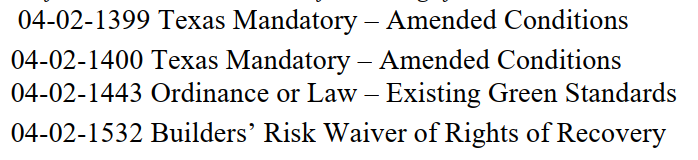 04-02-1399 Texas Mandatory – Amended Conditions
04-02-1400 Texas Mandatory – Amended Conditions
04-02-1443 Ordinance or Law – Existing Green Standards
04-02-1532 Builders’ Risk Waiver of Rights of Recovery